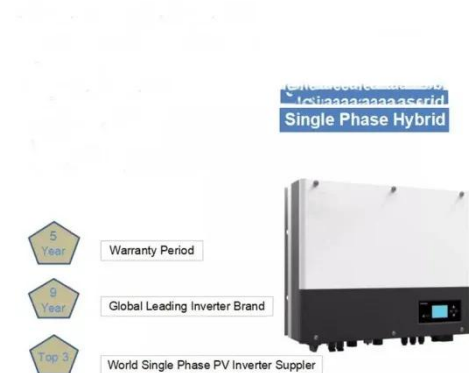 Single Phase Hybrid
5
Year
Warranty Period
9
Year
Global Leading Inverter Brand
Top 3
World Single Phase PV Inverter Suppler